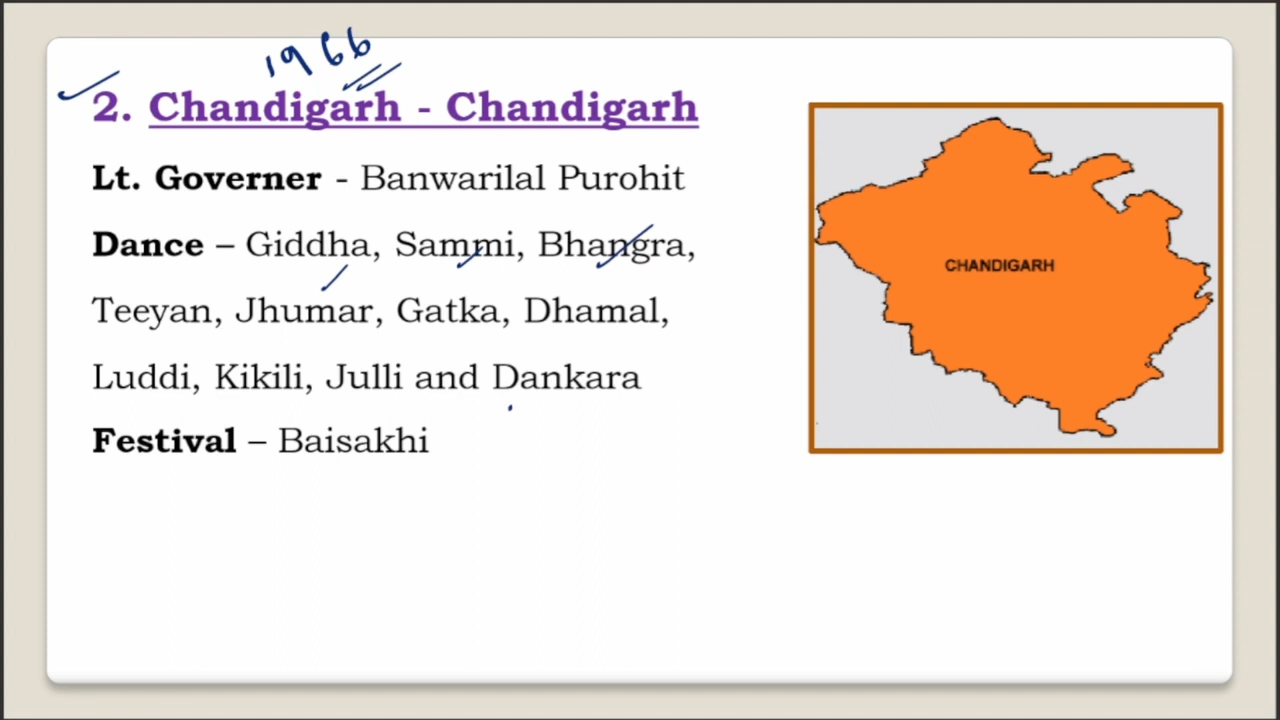 1966
2. Chandigarh - Chandigarh
Lt. Governer - Banwarilal Purohit
Dance – Giddha, Sammi, Bhangra,
Teeyan, Jhumar, Gatka, Dhamal,
Luddi, Kikili, Julli and Dankara
Festival – Baisakhi
CHANDIGARH